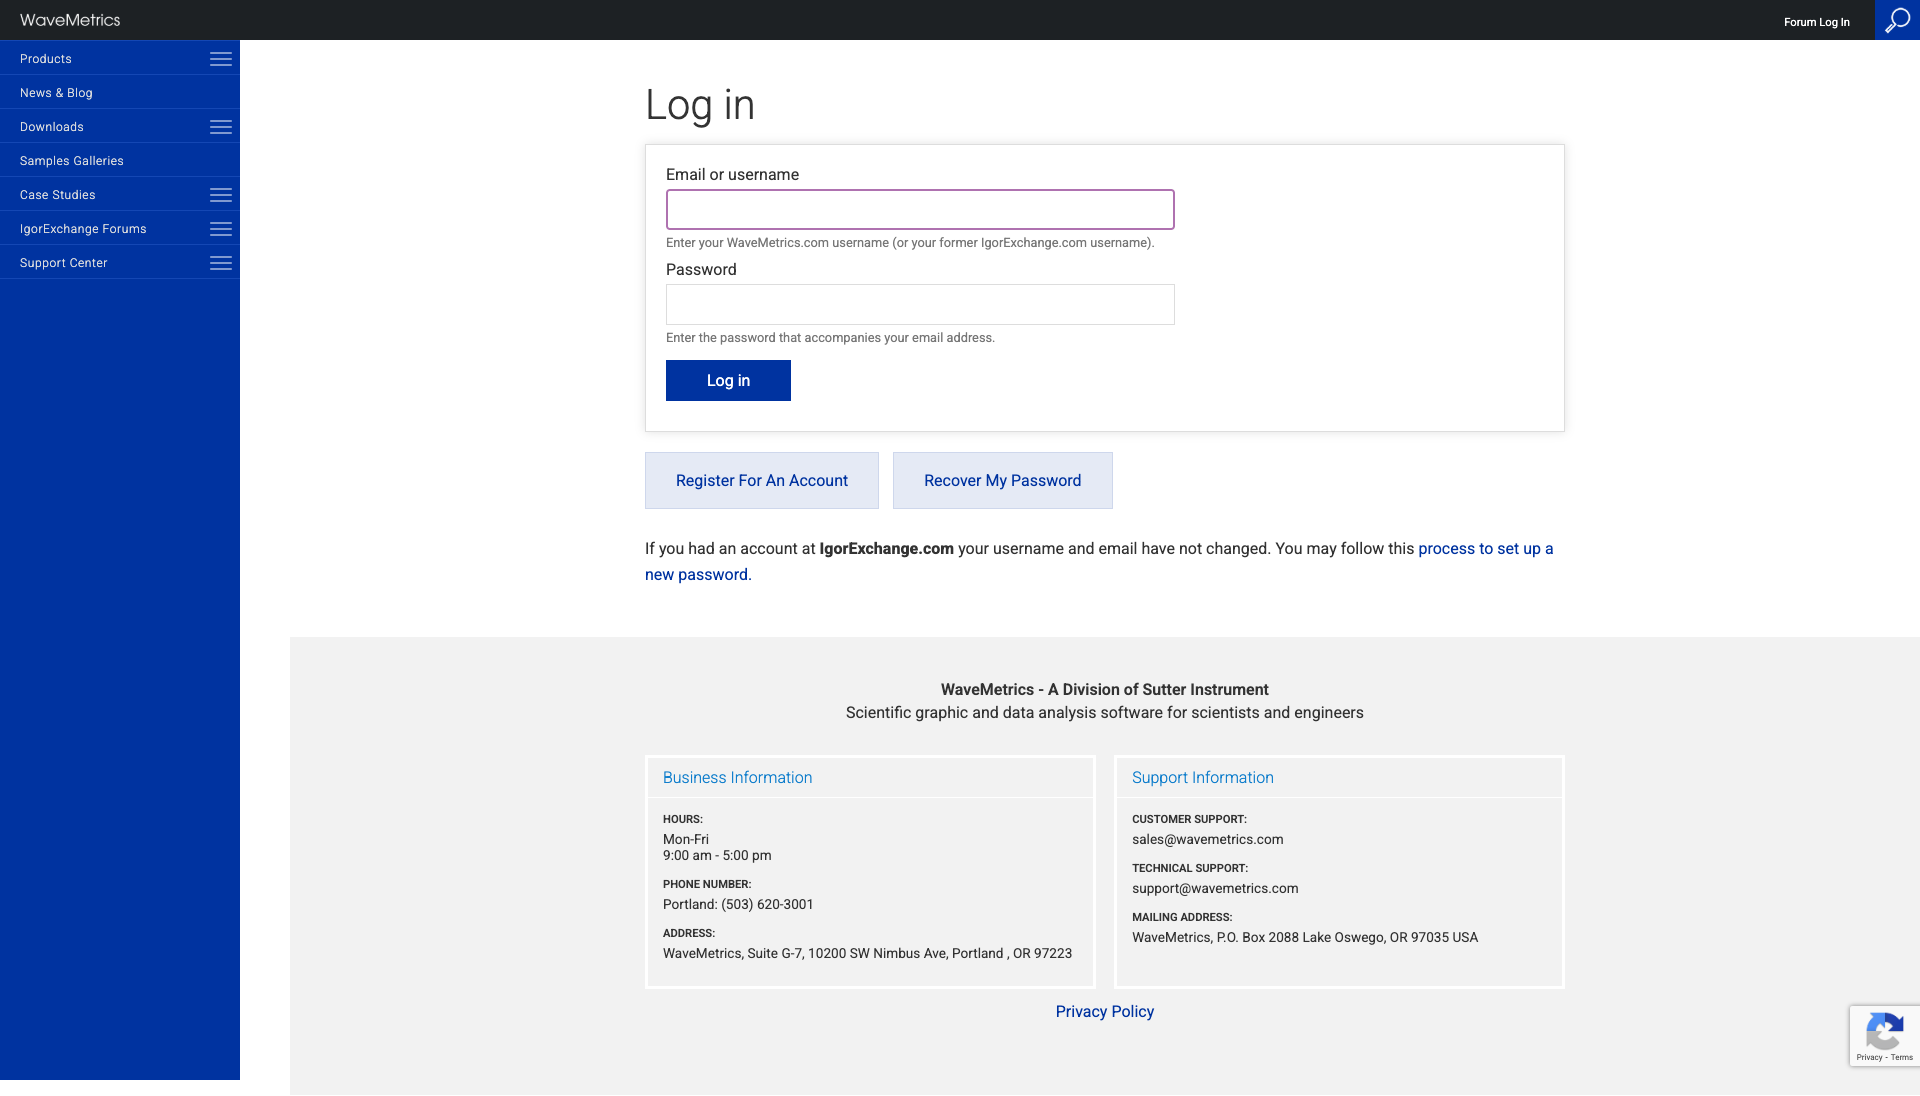 WaveMetrics
Forum Log In
Products
News & Blog
Downloads
Samples Galleries
Case Studies
IgorExchange Forums
Support Center
Log in
Email or username
Enter your WaveMetrics.com username (or your former IgorExchange.com username).
Password
Enter the password that accompanies your email address.
Log in
Register For An Account
Recover My Password
If you had an account at IgorExchange.com your username and email have not changed. You may follow this process to set up a
new password.
WaveMetrics - A Division of Sutter Instrument
Scientific graphic and data analysis software for scientists and engineers
Business Information
HOURS:
Mon-Fri
9:00 am - 5:00 pm
PHONE NUMBER:
Portland: (503) 620-3001
ADDRESS:
WaveMetrics, Suite G-7, 10200 SW Nimbus Ave, Portland , OR 97223
Support Information
CUSTOMER SUPPORT:
sales@wavemetrics.com
TECHNICAL SUPPORT:
support@wavemetrics.com
MAILING ADDRESS:
WaveMetrics, P.O. Box 2088 Lake Oswego, OR 97035 USA
Privacy Policy
Privacy - Terms